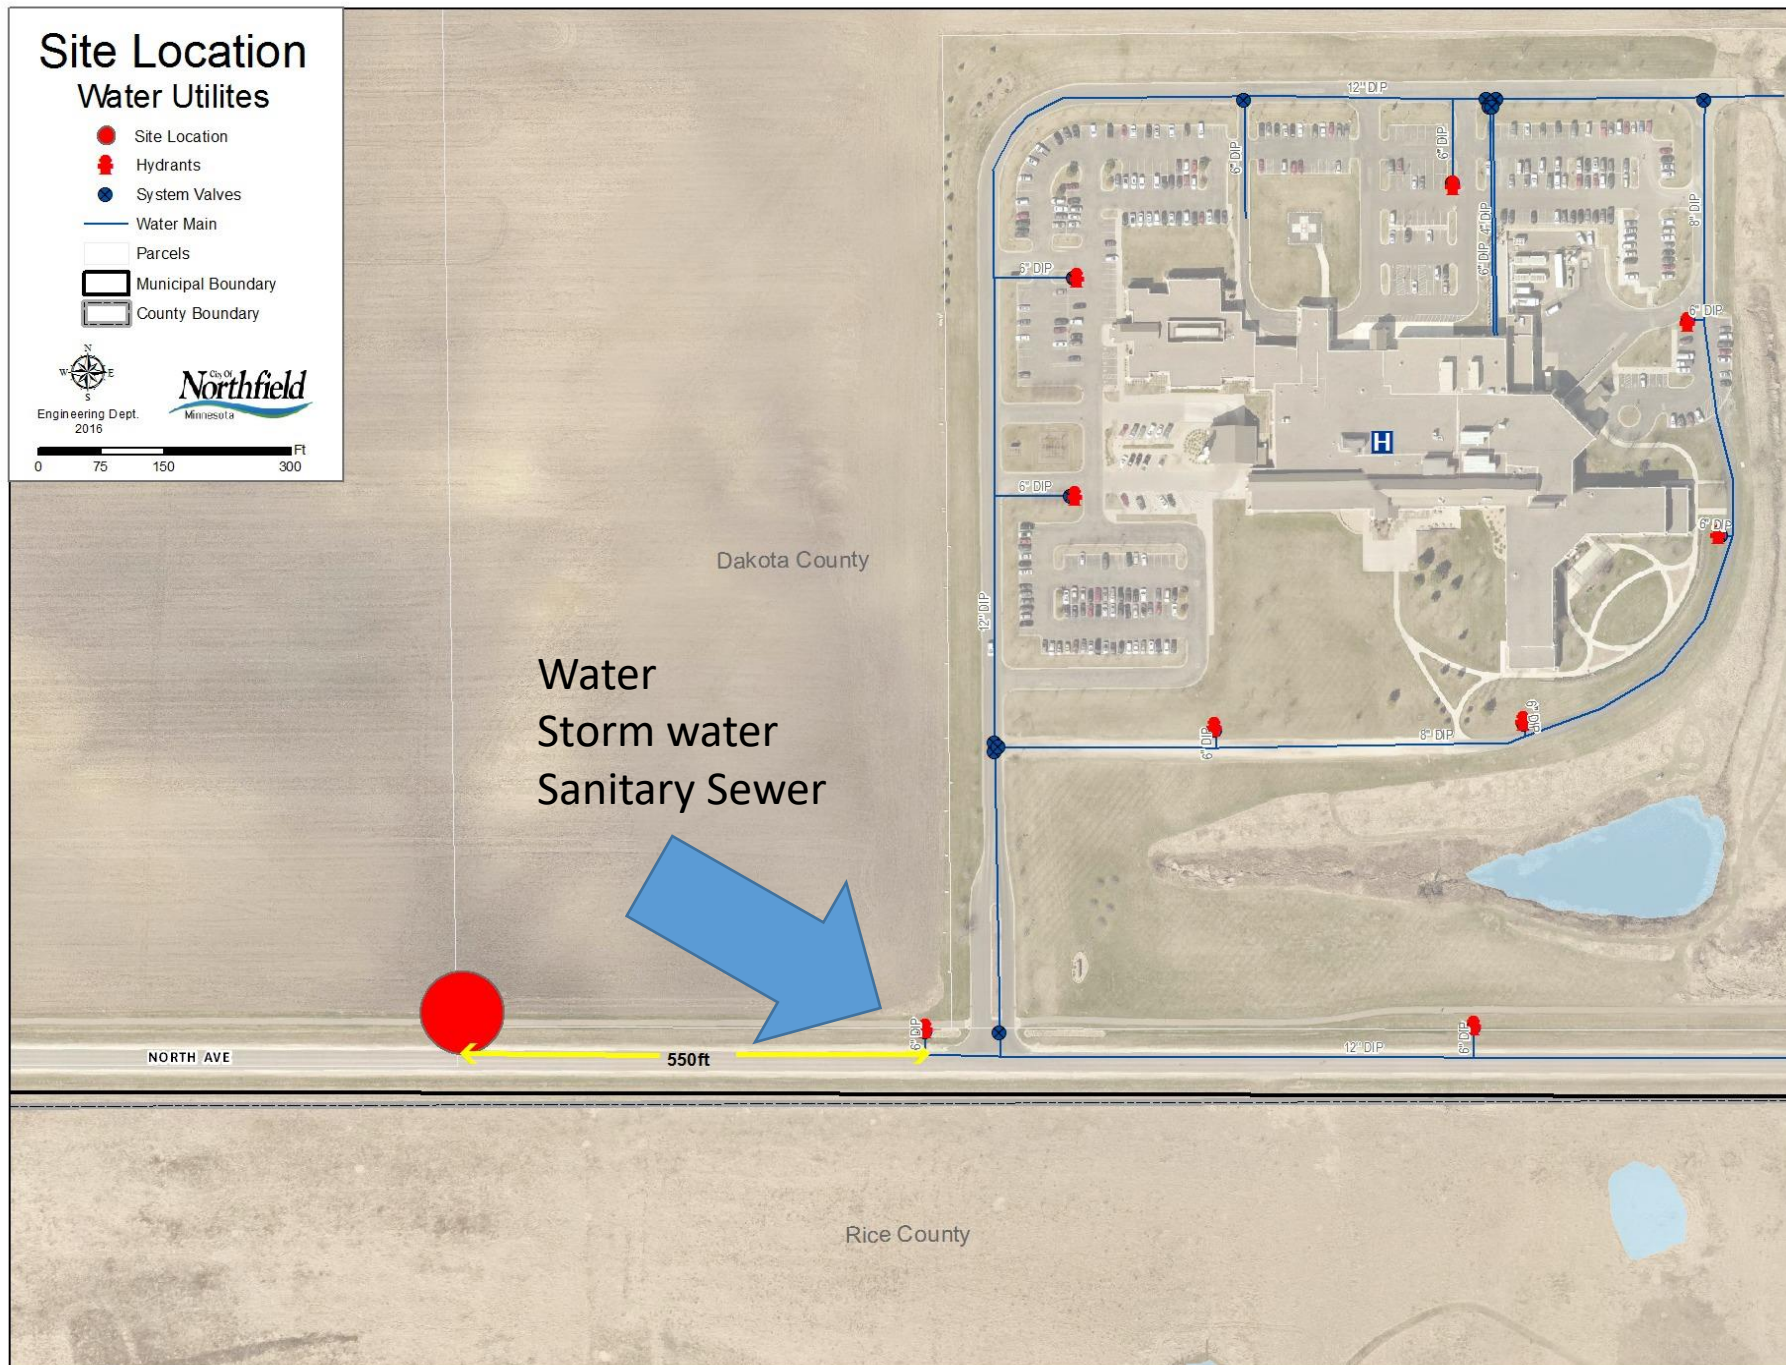 Site Location
Water Utilites
Site Location
Hydrants
System Valves
Water Main
Parcels
Municipal Boundary
County Boundary
N
W
E
S
Engineering Dept.
2016
City Of
Northfield
Minnesota
Ft
0 75 150 300
12" DIP
6" DIP
6" DIP
6" DIP
4" DIP
8" DIP
6" DIP
6" DIP
H
6" DIP
6" DIP
Dakota County
12" DIP
Water
Storm water
Sanitary Sewer
6" DIP
8" DIP
6" DIP
6" DIP
NORTH AVE
550ft
12" DIP
6" DIP
Rice County